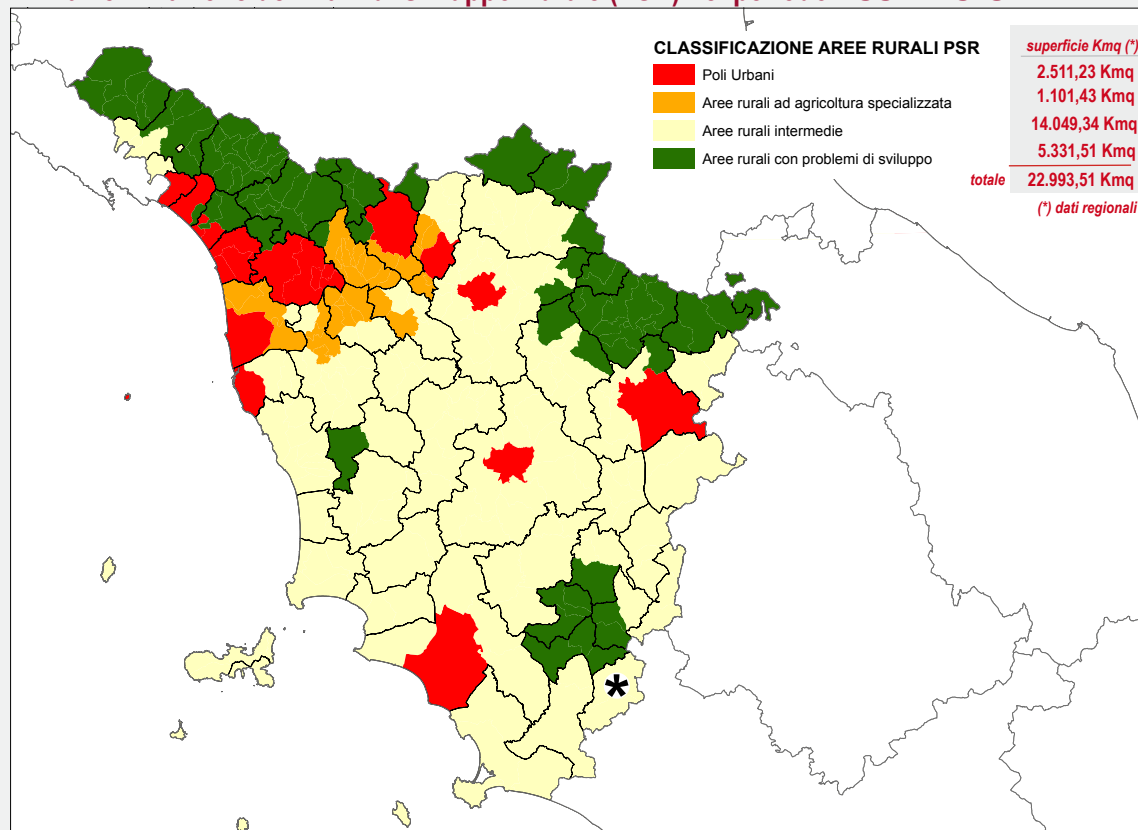 CLASSIFICAZIONE AREE RURALI PSR
superficie Kmq (*)
Poli Urbani
2.511,23 Kmq
Aree rurali ad agricoltura specializzata
1.101,43 Kmq
Aree rurali intermedie
14.049,34 Kmq
Aree rurali con problemi di sviluppo
5.331,51 Kmq
totale 22.993,51 Kmq
(*) dati regionali
*